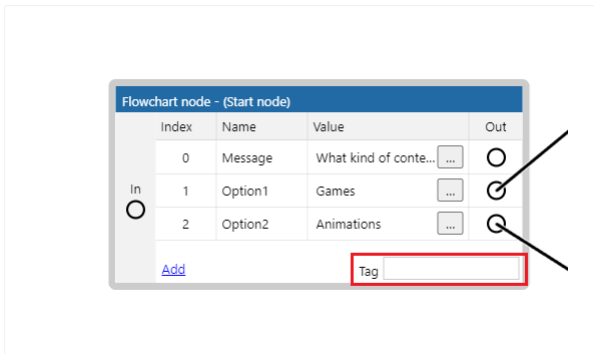 Flowchart node - (Start node)
Index Name Value Out
0 Message What kind of conte... ...
In
1 Option1 Games ...
2 Option2 Animations ...
Add Tag